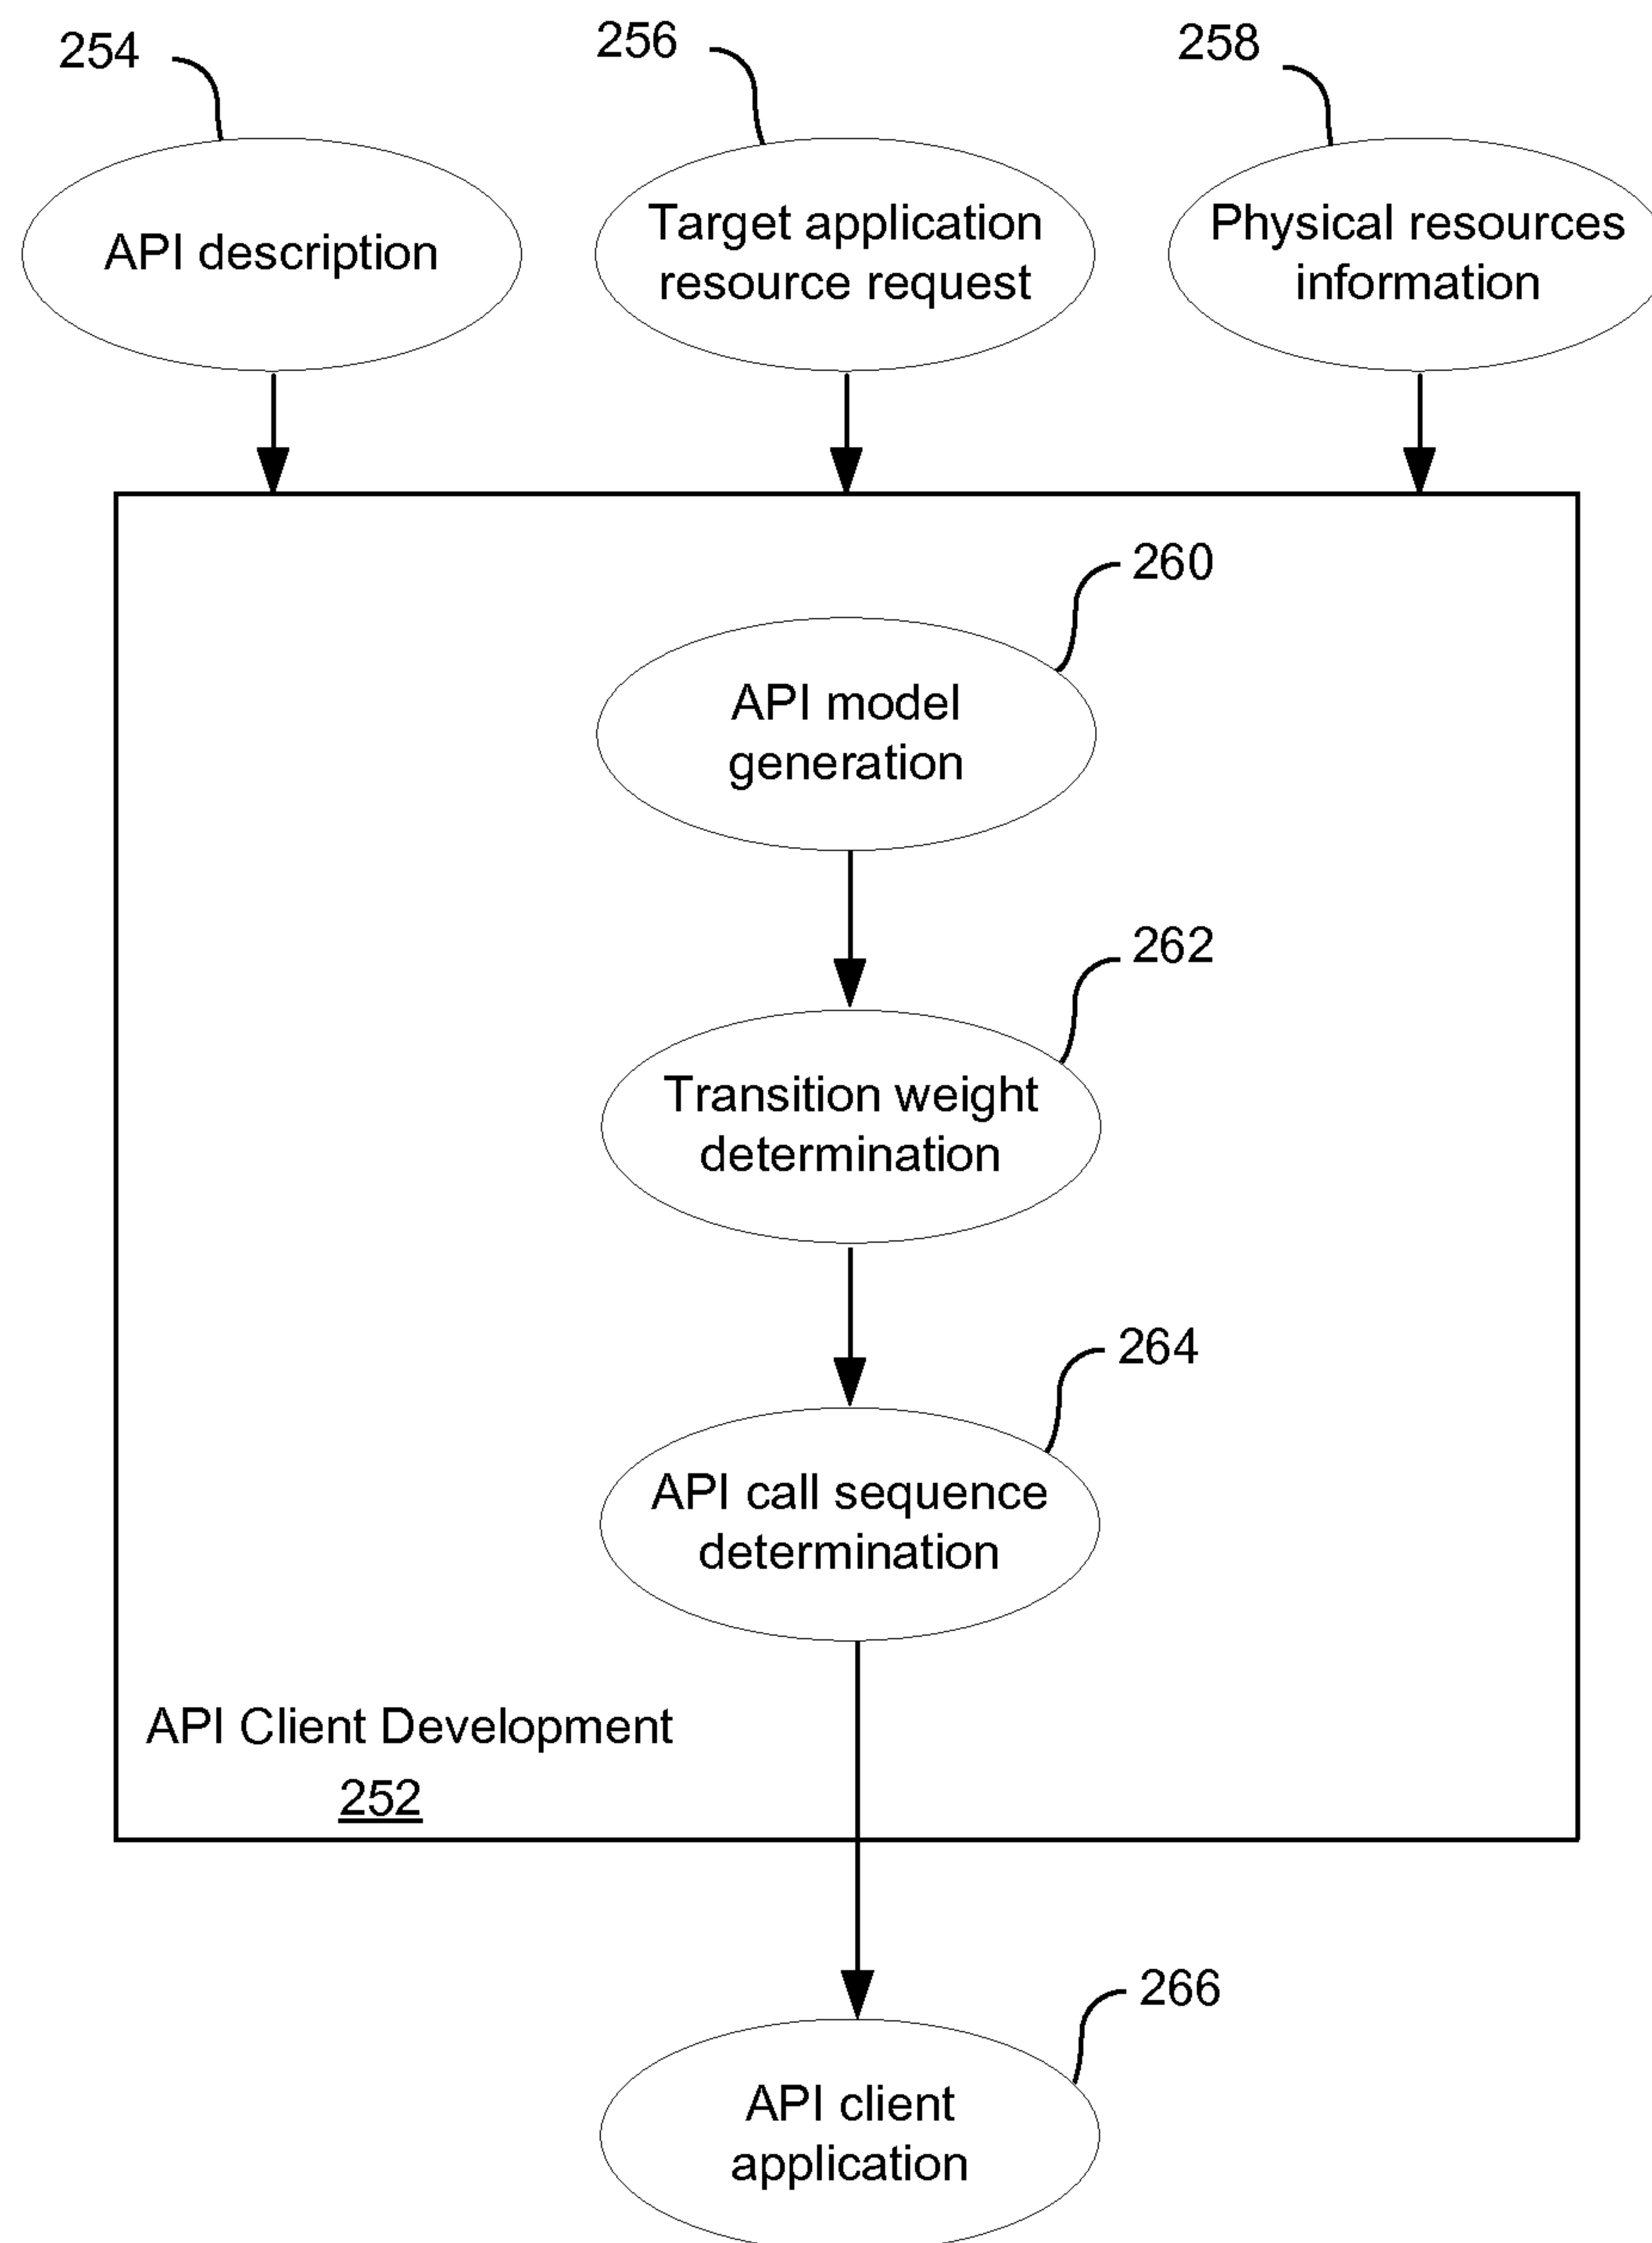 254
256
258
API description
Target application
resource request
Physical resources
information
260
API model
generation
262
Transition weight
determination
264
API call sequence
determination
API Client Development
252
266
API client
application